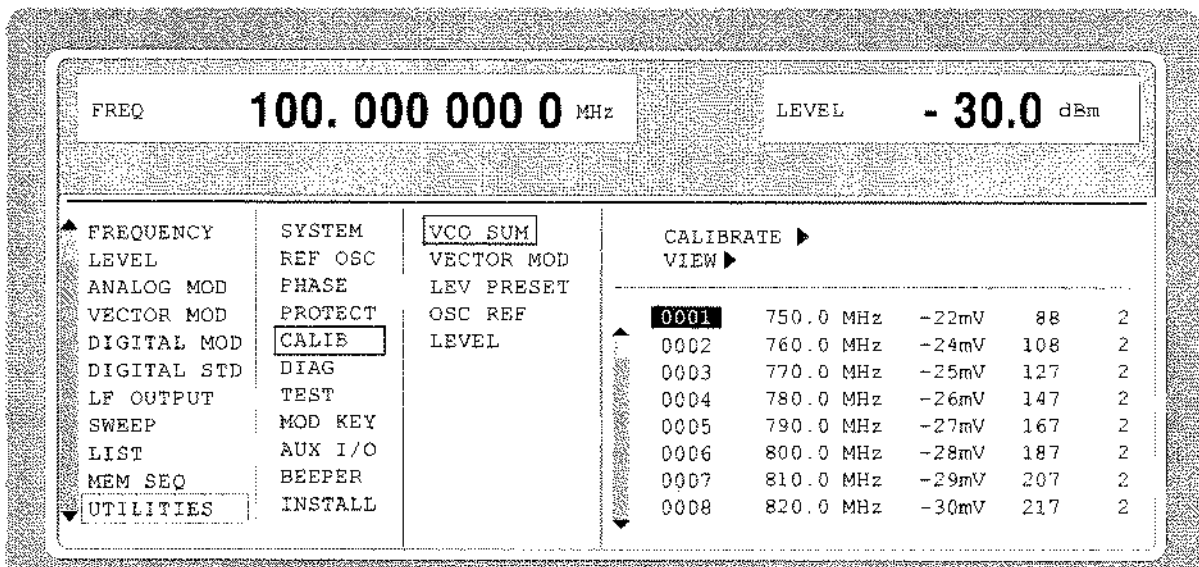 FREQ 100. 000 000 0 MHz LEVEL - 30.0 dBm
FREQUENCY
LEVEL
ANALOG MOD
VECTOR MOD
DIGITAL MOD
DIGITAL STD
LF OUTPUT
SWEEP
LIST
MEM SEQ
UTILITIES
SYSTEM
REF OSC
PHASE
PROTECT
CALIB
DIAG
TEST
MOD KEY
AUX I/O
BEEPER
INSTALL
VCO SUM
VECTOR MOD
LEV PRESET
OSC REF
LEVEL
CALIBRATE
VIEW
0001 750.0 MHz -22mV 88 2
0002 760.0 MHz -24mV 108 2
0003 770.0 MHz -25mV 127 2
0004 780.0 MHz -26mV 147 2
0005 790.0 MHz -27mV 167 2
0006 800.0 MHz -28mV 187 2
0007 810.0 MHz -29mV 207 2
0008 820.0 MHz -30mV 217 2